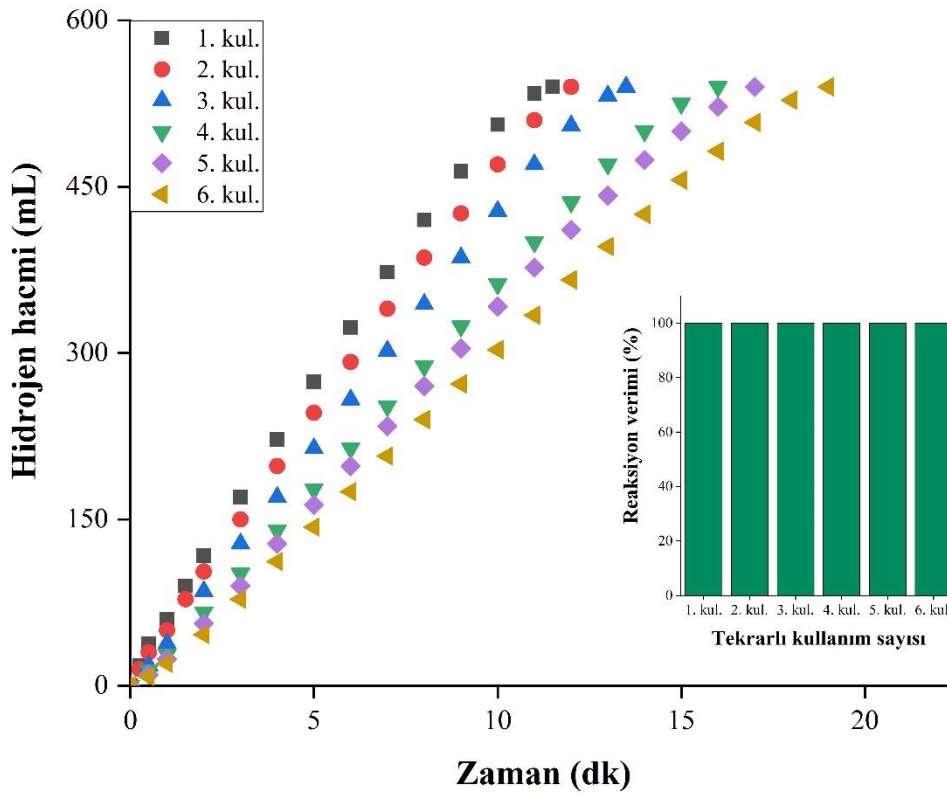 600
450
300
150
0
Hidrojen hacmi (mL)
1. kul.
2. kul.
3. kul.
4. kul.
5. kul.
6. kul.
0
5
10
15
20
Zaman (dk)
100
80
60
40
20
0
Reaksiyon verimi (%)
1. kul. 2. kul. 3. kul. 4. kul. 5. kul. 6. kul
Tekrarlı kullanım sayısı